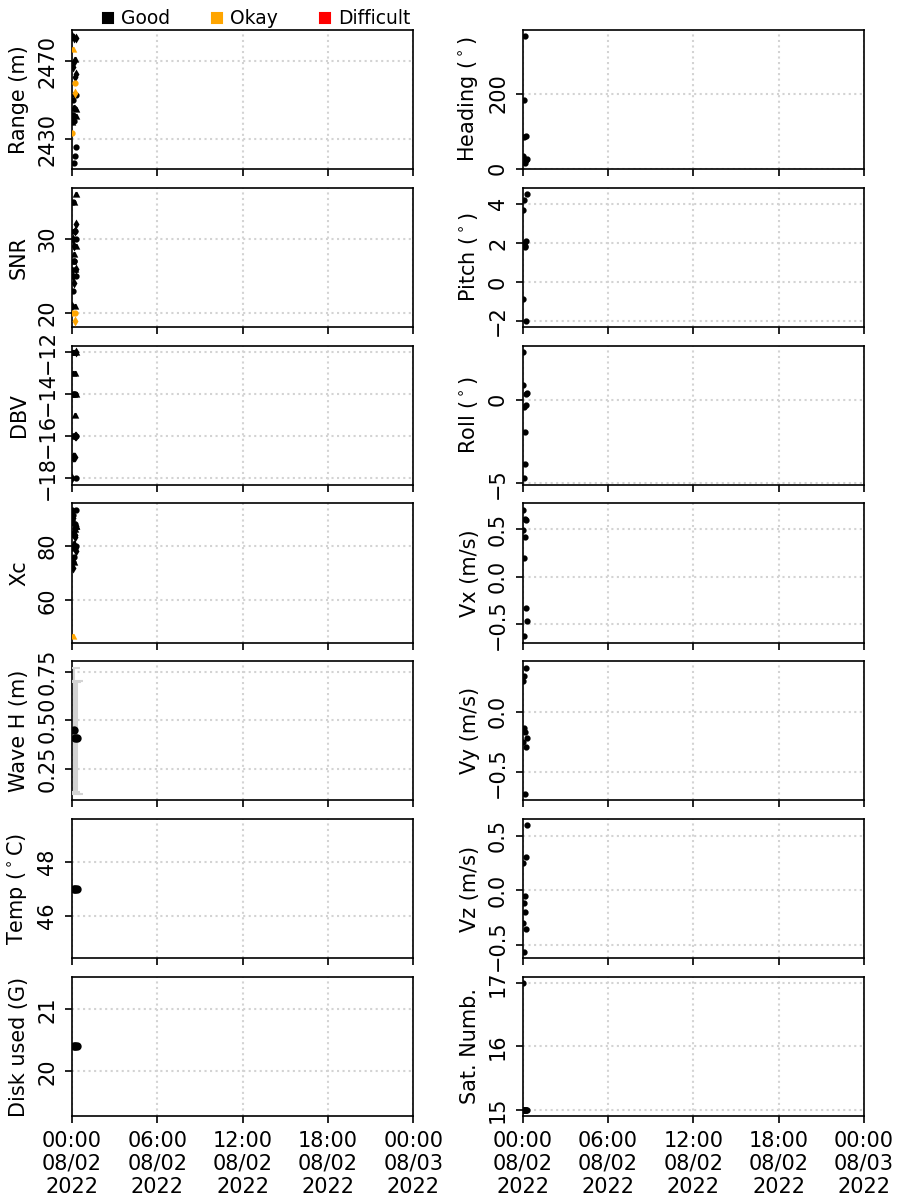 Good Okay Difficult
Range (m)
2470
2430
Heading (°)
200
0
SNR
30
20
Pitch (°)
4
2
0
−2
DBV
−12
−14
−16
−18
Roll (°)
0
−5
Xc
80
60
Vx (m/s)
0.5
0.0
−0.5
Wave H (m)
0.75
0.50
0.25
Vy (m/s)
0.0
−0.5
Temp (°C)
48
46
Vz (m/s)
0.5
0.0
−0.5
Disk used (G)
21
20
Sat. Numb.
17
16
15
00:00 06:00 12:00 18:00 00:00
08/02 08/02 08/02 08/02 08/03
2022 2022 2022 2022 2022
00:00 06:00 12:00 18:00 00:00
08/02 08/02 08/02 08/02 08/03
2022 2022 2022 2022 2022